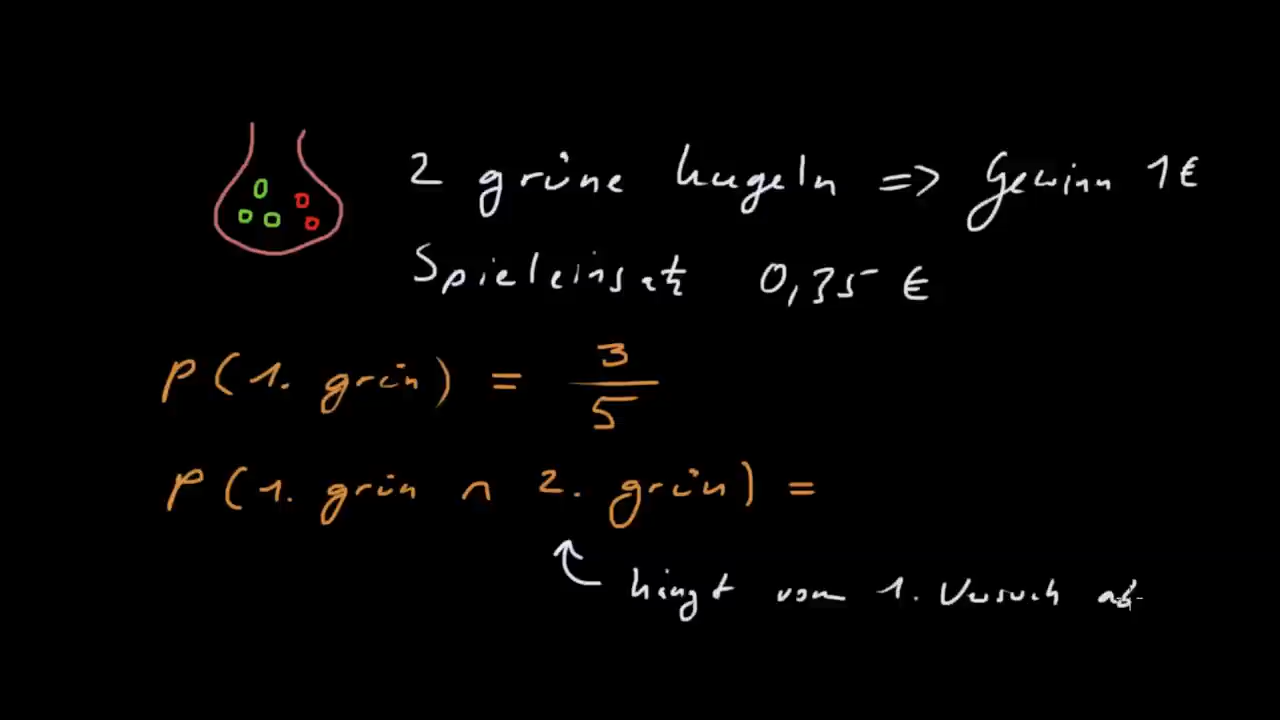 2 grüne Kugeln => Gewinn 1€
Spieleinsatz 0,35 €
P(1. grün) = 3/5
P(1. grün ∩ 2. grün) =
hängt vom 1. Versuch ab